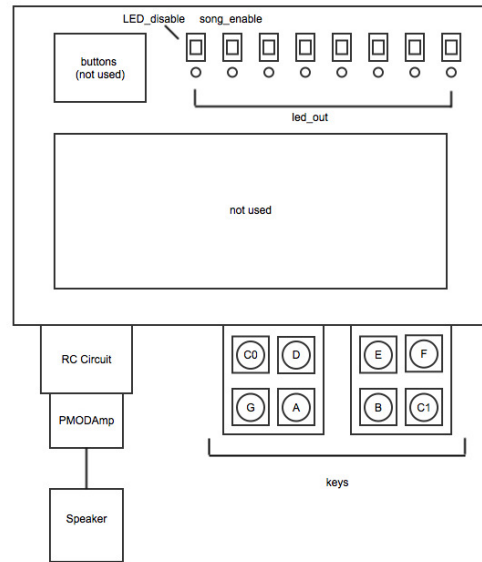 LED_disable song_enable
buttons
(not used)
led_out
not used
RC Circuit
C0 D E F
PMODAmp
G A B C1
keys
Speaker